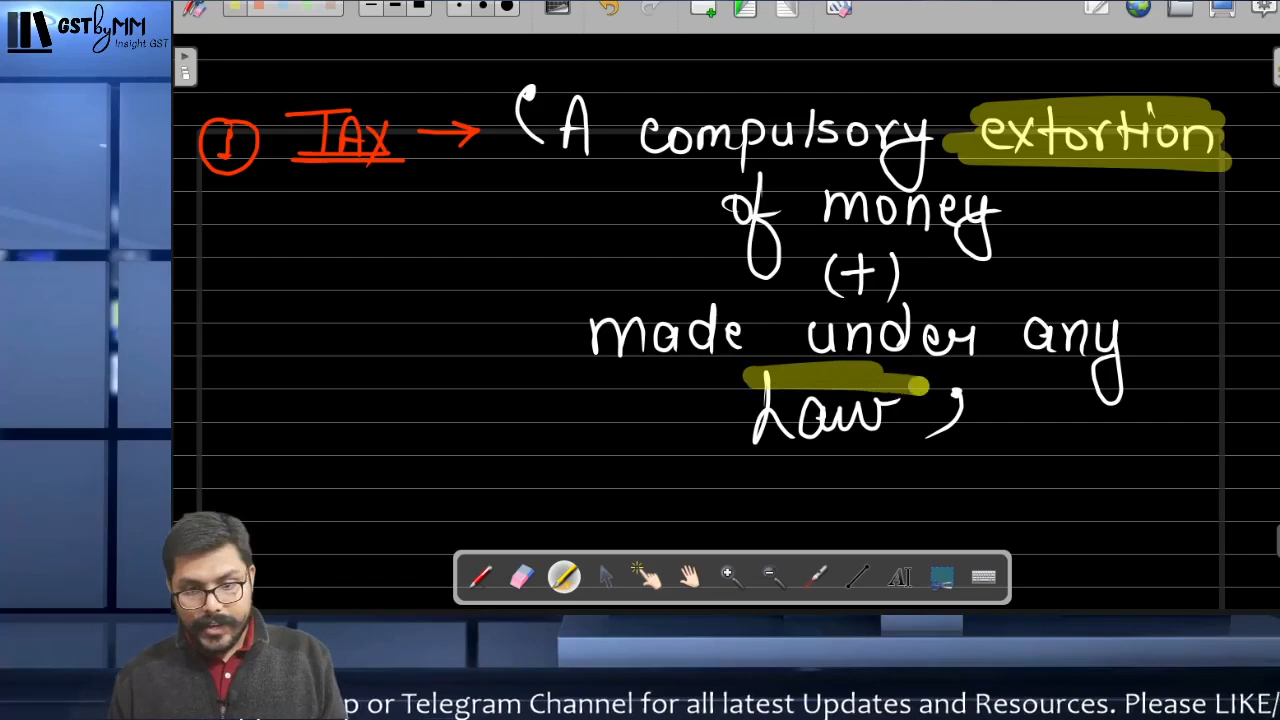 GSTbyMM
Insight GST
① TAX → (A compulsory extortion
of money
(+)
made under any
Law)
AI
p or Telegram Channel for all latest Updates and Resources. Please LIKE/